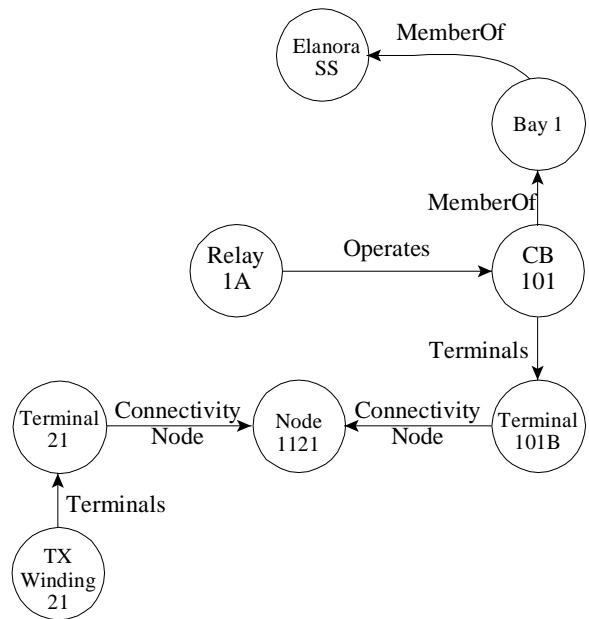 MemberOf
Elanora
SS
Bay 1
MemberOf
Operates
Relay
1A
CB
101
Terminals
Connectivity
Node
Connectivity
Node
Terminal
21
Node
1121
Terminal
101B
Terminals
TX
Winding
21